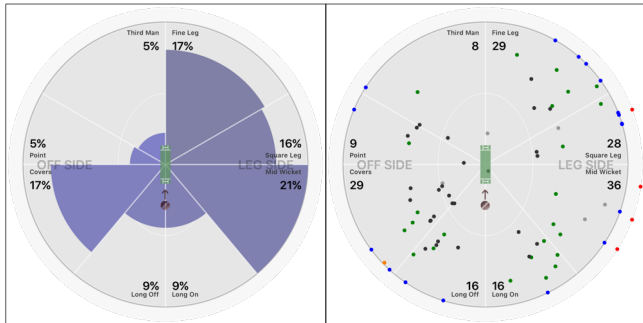 Third Man
5%
Fine Leg
17%
5%
Point
OFF SIDE
Covers
17%
16%
Square Leg
LEG SIDE
Mid Wicket
21%
9%
Long Off
9%
Long On
Third Man
8
Fine Leg
29
9
Point
OFF SIDE
Covers
29
28
Square Leg
LEG SIDE
Mid Wicket
36
16
Long Off
16
Long On